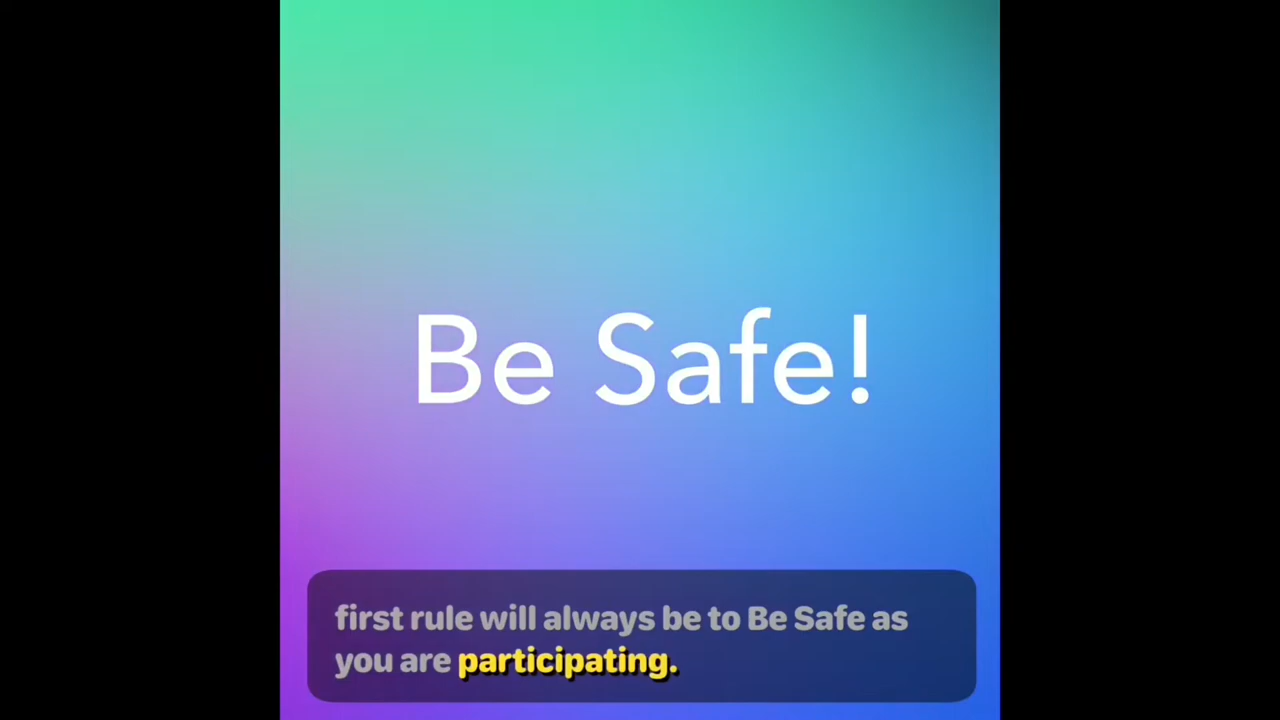 Be Safe!
first rule will always be to Be Safe as
you are participating.